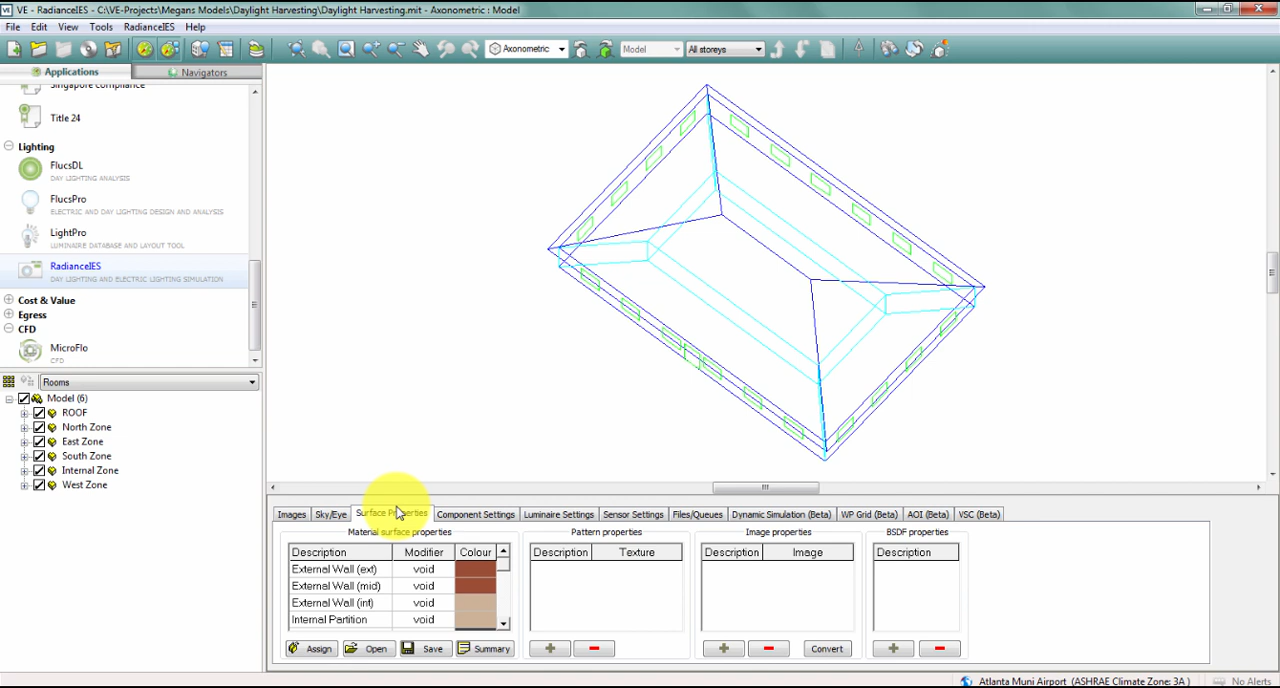 VE - RadianceIES - C:\VE-Projects\Megans Models\Daylight Harvesting\Daylight Harvesting.mit - Axonometric : Model
File Edit View Tools RadianceIES Help
Axonometric Model All storeys
Applications Navigators
Singapore compliance
Title 24
Lighting
FlucsDL
DAY LIGHTING ANALYSIS
FlucsPro
ELECTRIC AND DAY LIGHTING DESIGN AND ANALYSIS
LightPro
LUMINAIRE DATABASE AND LAYOUT TOOL
RadianceIES
DAY LIGHTING AND ELECTRIC LIGHTING SIMULATION
Cost & Value
Egress
CFD
MicroFlo
CFD
Rooms
Model (6)
ROOF
North Zone
East Zone
South Zone
Internal Zone
West Zone
Images Sky/Eye Surface Properties Component Settings Luminaire Settings Sensor Settings Files/Queues Dynamic Simulation (Beta) WP Grid (Beta) AOI (Beta) VSC (Beta)
Material surface properties Pattern properties Image properties BSDF properties
Description Modifier Colour Description Texture Description Image Description
External Wall (ext) void
External Wall (mid) void
External Wall (int) void
Internal Partition void
Assign Open Save Summary Convert
Atlanta Muni Airport (ASHRAE Climate Zone: 3A) No Alerts